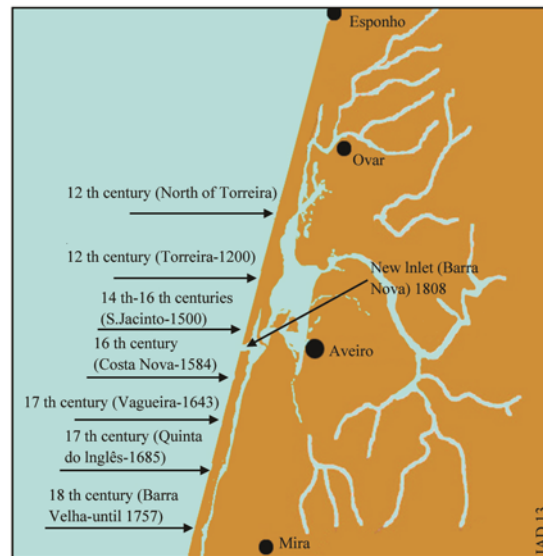 Esponho
Ovar
12 th century (North of Torreira)
12 th century (Torreira-1200)
New lnlet (Barra
Nova) 1808
14 th-16 th centuries
(S.Jacinto-1500)
16 th century
(Costa Nova-1584)
Aveiro
17 th century (Vagueira-1643)
17 th century (Quinta
do lnglês-1685)
18 th century (Barra
Velha-until 1757)
Mira